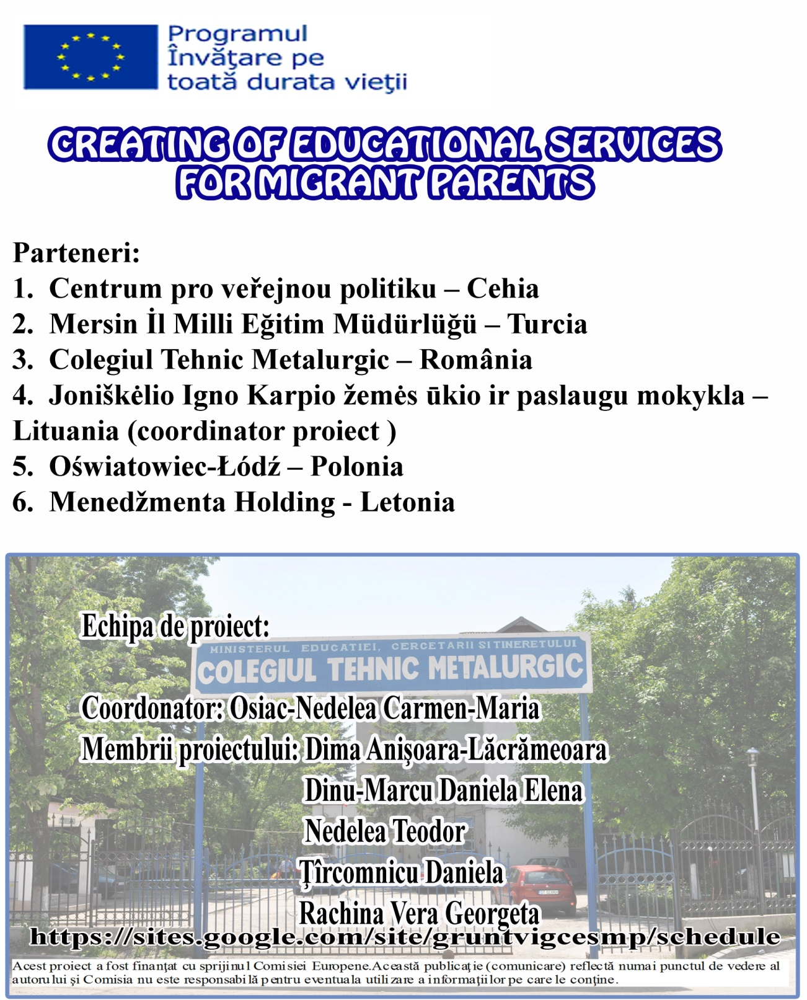 Programul
Învăţare pe
toată durata vieţii
CREATING OF EDUCATIONAL SERVICES
FOR MIGRANT PARENTS
Parteneri:
1. Centrum pro veřejnou politiku – Cehia
2. Mersin İl Milli Eğitim Müdürlüğü – Turcia
3. Colegiul Tehnic Metalurgic – România
4. Joniškėlio Igno Karpio žemės ūkio ir paslaugu mokykla –
Lituania (coordinator proiect )
5. Oświatowiec-Łódź – Polonia
6. Menedžmenta Holding - Letonia
Echipa de proiect:
MINISTERUL EDUCATIEI, CERCETARII SI TINERETULUI
COLEGIUL TEHNIC METALURGIC
Coordonator: Osiac-Nedelea Carmen-Maria
Membrii proiectului: Dima Anişoara-Lăcrămeoara
Dinu-Marcu Daniela Elena
Nedelea Teodor
Ţîrcomnicu Daniela
Rachina Vera Georgeta
https://sites.google.com/site/gruntvigcesmp/schedule
Acest proiect a fost finanţat cu sprijinul Comisiei Europene.Această publicaţie (comunicare) reflectă numai punctul de vedere al
autorului şi Comisia nu este responsabilă pentru eventuala utilizare a informaţiilor pe care le conţine.